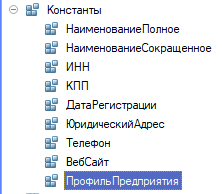 Константы
НаименованиеПолное
НаименованиеСокращенное
ИНН
КПП
ДатаРегистрации
ЮридическийАдрес
Телефон
ВебСайт
ПрофильПредприятия